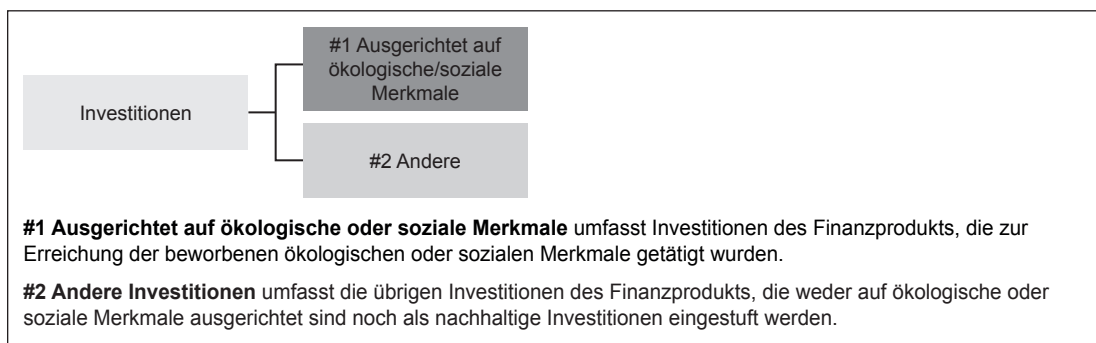 #1 Ausgerichtet auf
ökologische/soziale
Merkmale
Investitionen
#2 Andere
#1 Ausgerichtet auf ökologische oder soziale Merkmale umfasst Investitionen des Finanzprodukts, die zur
Erreichung der beworbenen ökologischen oder sozialen Merkmale getätigt wurden.
#2 Andere Investitionen umfasst die übrigen Investitionen des Finanzprodukts, die weder auf ökologische oder
soziale Merkmale ausgerichtet sind noch als nachhaltige Investitionen eingestuft werden.